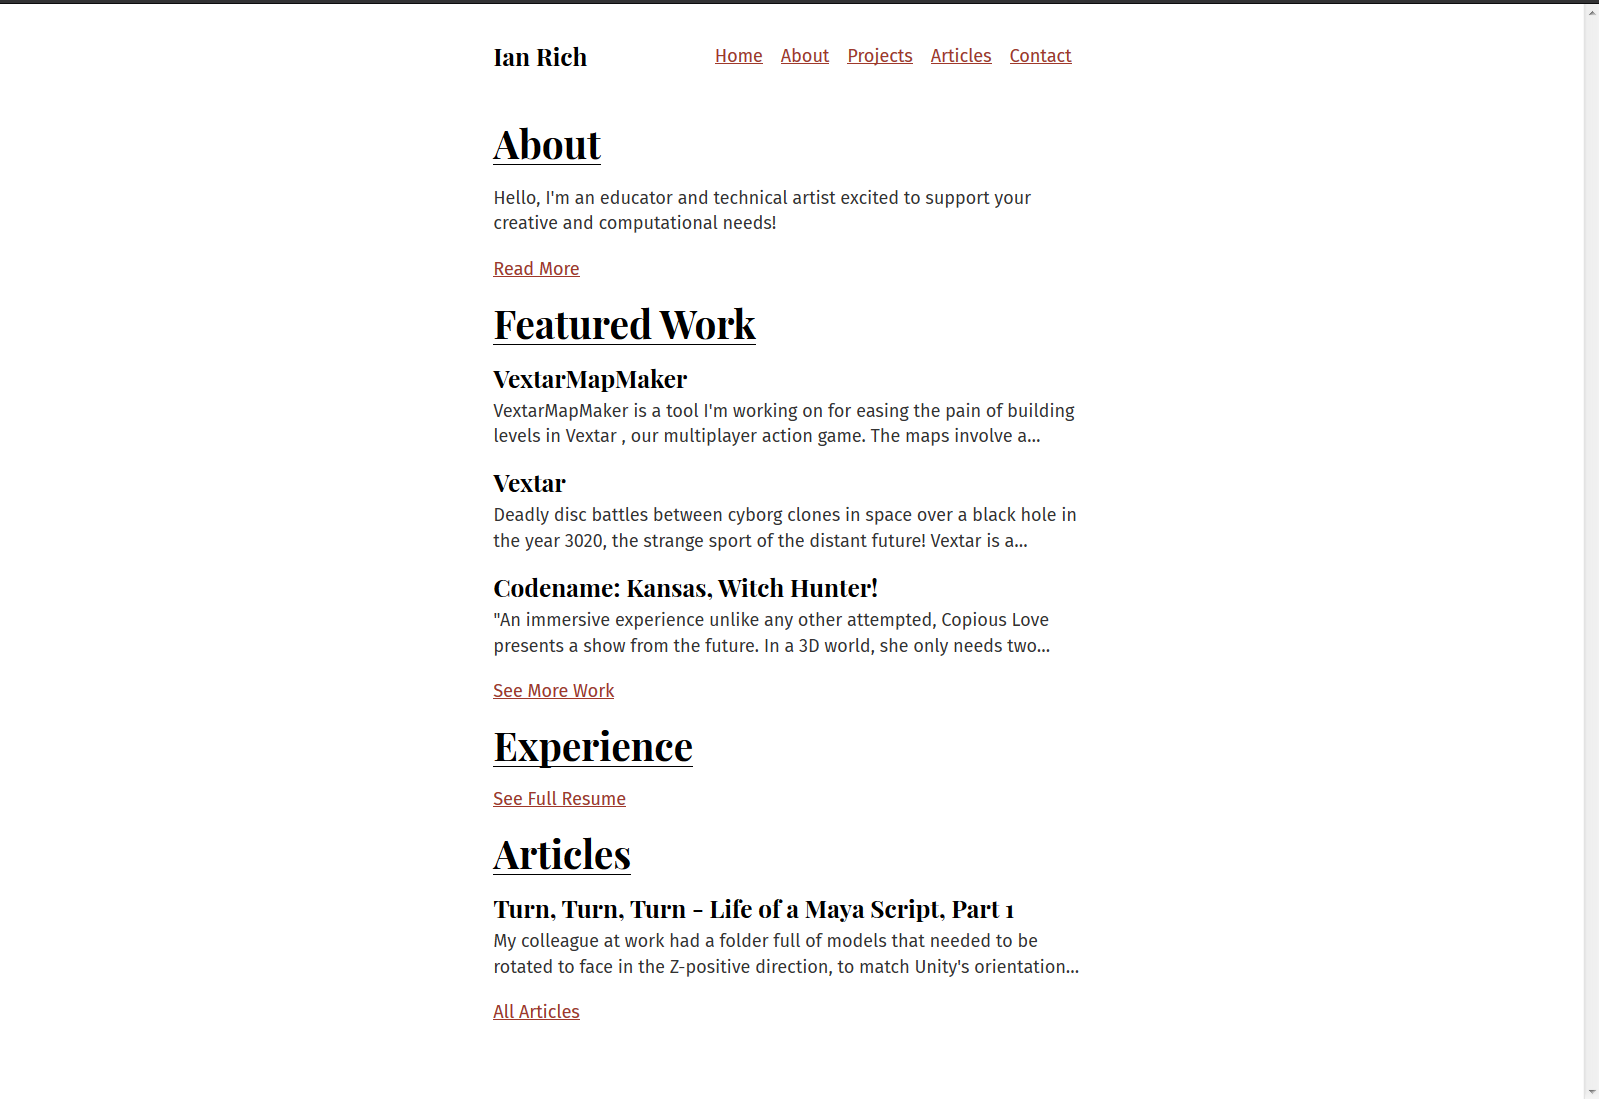 Ian Rich
Home About Projects Articles Contact
About
Hello, I'm an educator and technical artist excited to support your
creative and computational needs!
Read More
Featured Work
VextarMapMaker
VextarMapMaker is a tool I'm working on for easing the pain of building
levels in Vextar , our multiplayer action game. The maps involve a...
Vextar
Deadly disc battles between cyborg clones in space over a black hole in
the year 3020, the strange sport of the distant future! Vextar is a...
Codename: Kansas, Witch Hunter!
"An immersive experience unlike any other attempted, Copious Love
presents a show from the future. In a 3D world, she only needs two...
See More Work
Experience
See Full Resume
Articles
Turn, Turn, Turn - Life of a Maya Script, Part 1
My colleague at work had a folder full of models that needed to be
rotated to face in the Z-positive direction, to match Unity's orientation...
All Articles